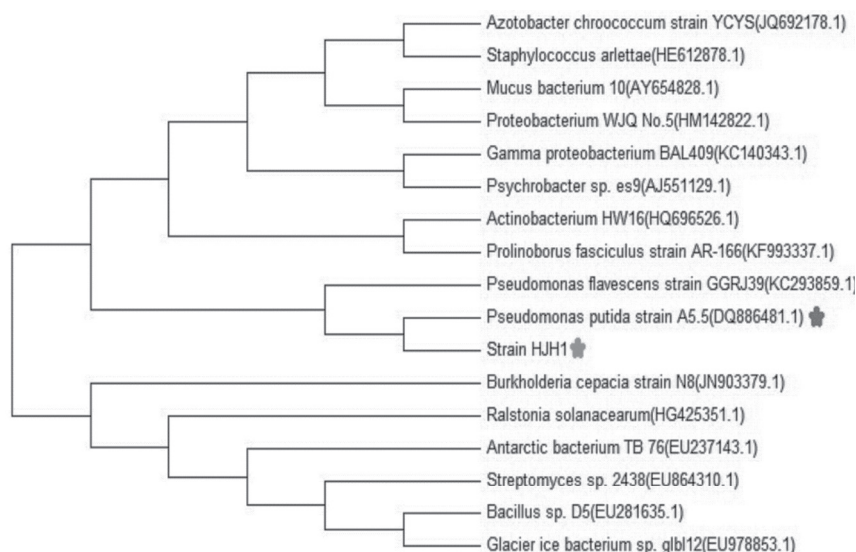 Azotobacter chroococcum strain YCYS(JQ692178.1)
Staphylococcus arlettae(HE612878.1)
Mucus bacterium 10(AY654828.1)
Proteobacterium WJQ No.5(HM142822.1)
Gamma proteobacterium BAL409(KC140343.1)
Psychrobacter sp. es9(AJ551129.1)
Actinobacterium HW16(HQ696526.1)
Prolinoborus fasciculus strain AR-166(KF993337.1)
Pseudomonas flavescens strain GGRJ39(KC293859.1)
Pseudomonas putida strain A5.5(DQ886481.1)
Strain HJH1
Burkholderia cepacia strain N8(JN903379.1)
Ralstonia solanacearum(HG425351.1)
Antarctic bacterium TB 76(EU237143.1)
Streptomyces sp. 2438(EU864310.1)
Bacillus sp. D5(EU281635.1)
Glacier ice bacterium sp. glbl12(EU978853.1)